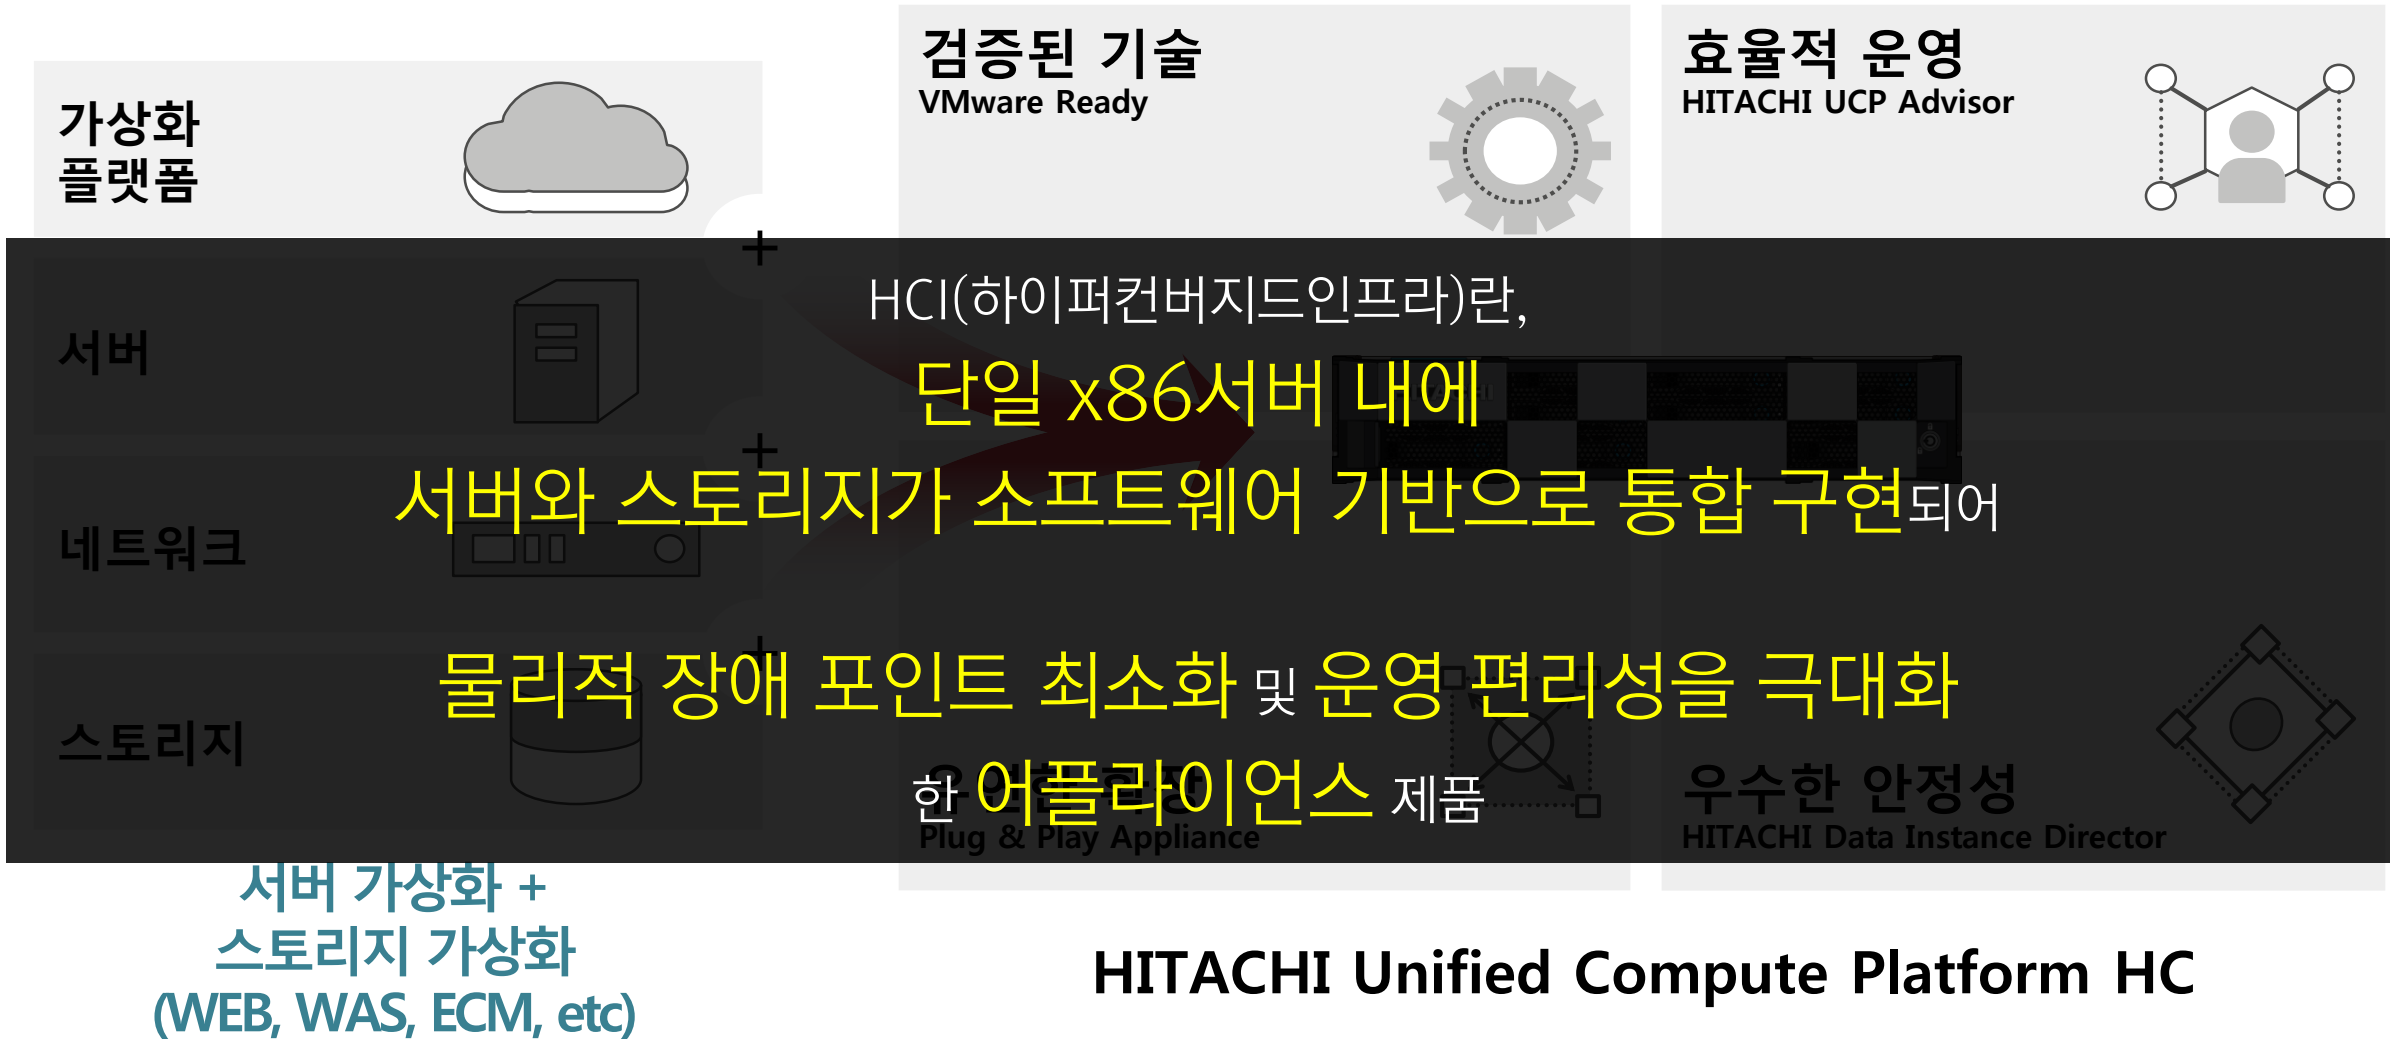 가상화
플랫폼
서버
네트워크
스토리지
+
+
+
서버 가상화 +
스토리지 가상화
(WEB, WAS, ECM, etc)
검증된 기술
VMware Ready
효율적 운영
HITACHI UCP Advisor
HCI(하이퍼컨버지드인프라)란,
단일 x86서버 내에
서버와 스토리지가 소프트웨어 기반으로 통합 구현되어
물리적 장애 포인트 최소화 및 운영 편리성을 극대화
한 어플라이언스 제품
Plug & Play Appliance
우수한 안정성
HITACHI Data Instance Director
HITACHI Unified Compute Platform HC